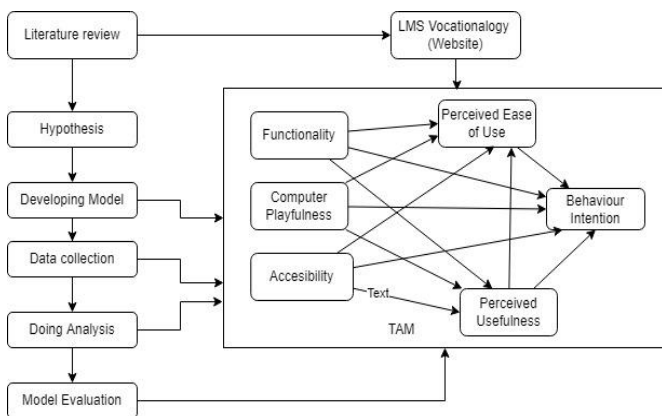 Literature review
LMS Vocationalogy
(Website)
Hypothesis
Developing Model
Data collection
Doing Analysis
Model Evaluation
Functionality
Computer
Playfulness
Accesibility
Perceived Ease
of Use
Behaviour
Intention
Text
Perceived
Usefulness
TAM